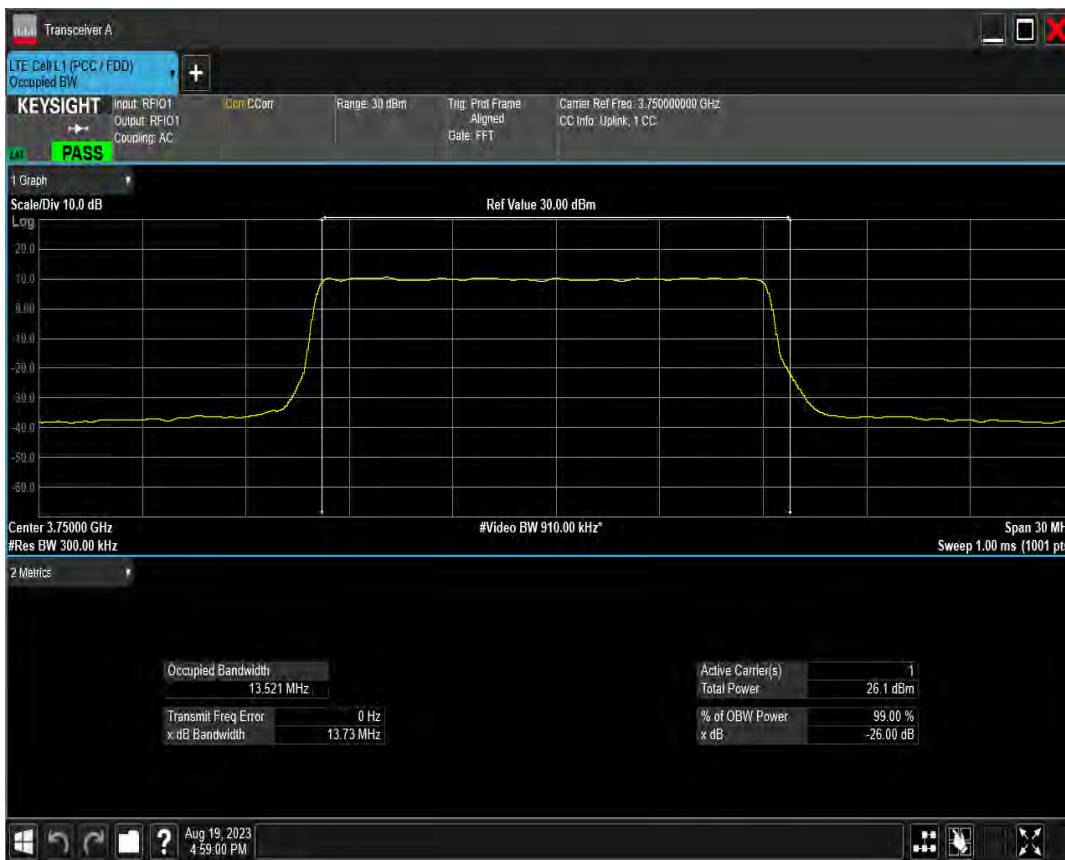 Transceiver A
LTE Cell L1 (PCC / FDD)
Occupied BW
+
KEYSIGHT
Input: RFIO1
Output: RFIO1
Coupling: AC
Corr CCorr
Range: 30 dBm
Trig: Prot Frame
Aligned
Gate: FFT
Carrier Ref Freq: 3.750000000 GHz
CC Info: Uplink, 1 CC
PASS
1 Graph
Scale/Div 10.0 dB
Ref Value 30.00 dBm
Log
20.0
10.0
0.00
-10.0
-20.0
-30.0
-40.0
-50.0
-60.0
Center 3.75000 GHz
#Video BW 910.00 kHz*
Span 30 MH
#Res BW 300.00 kHz
Sweep 1.00 ms (1001 pts
2 Metrics
Occupied Bandwidth
13.521 MHz
Transmit Freq Error 0 Hz
x dB Bandwidth 13.73 MHz
Active Carrier(s) 1
Total Power 26.1 dBm
% of OBW Power 99.00 %
x dB -26.00 dB
?
Aug 19, 2023
4:59:00 PM